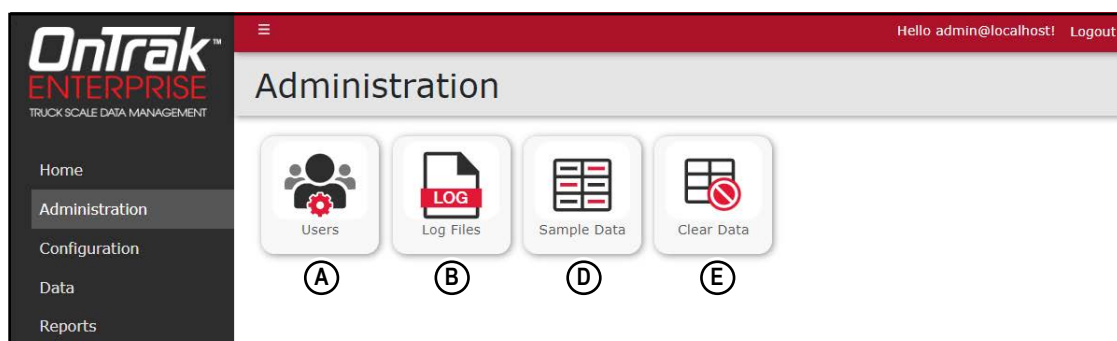 OnTrak™
ENTERPRISE
TRUCK SCALE DATA MANAGEMENT
☰
Hello admin@localhost! Logout
Administration
Home
Administration
Configuration
Data
Reports
LOG
Users
Log Files
Sample Data
Clear Data
A
B
D
E